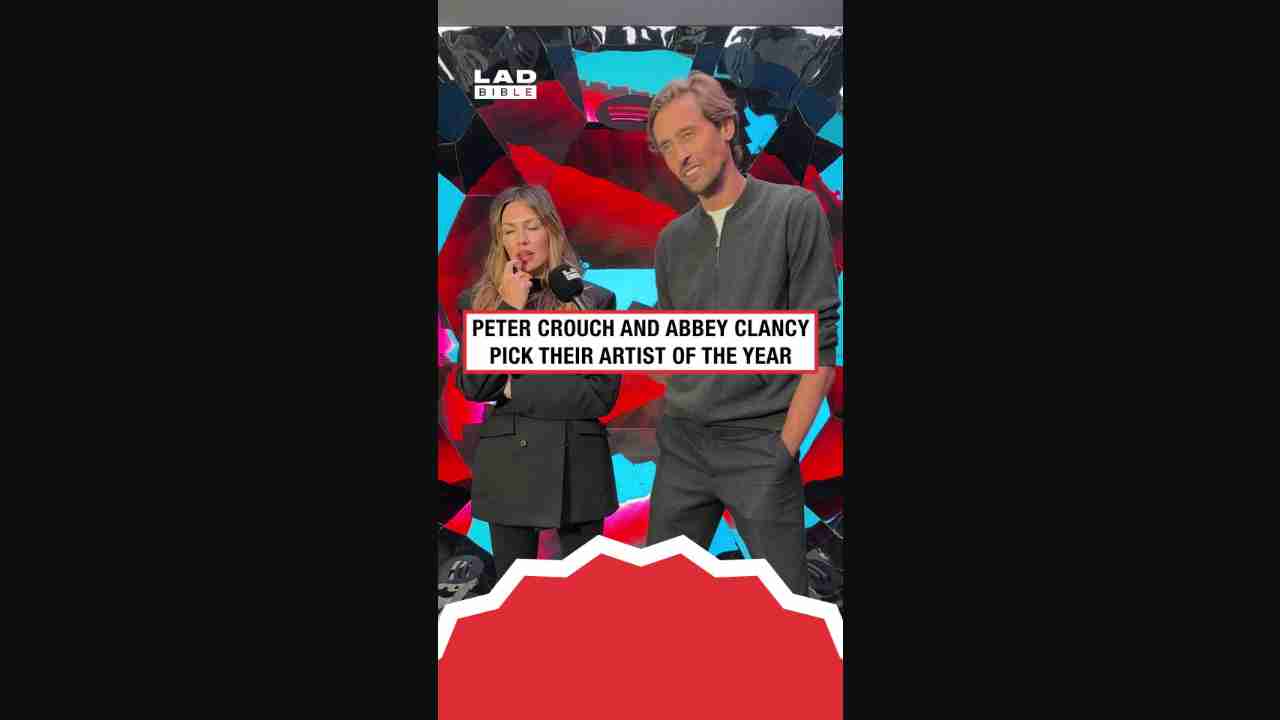 LAD
BIBLE
PETER CROUCH AND ABBEY CLANCY
PICK THEIR ARTIST OF THE YEAR